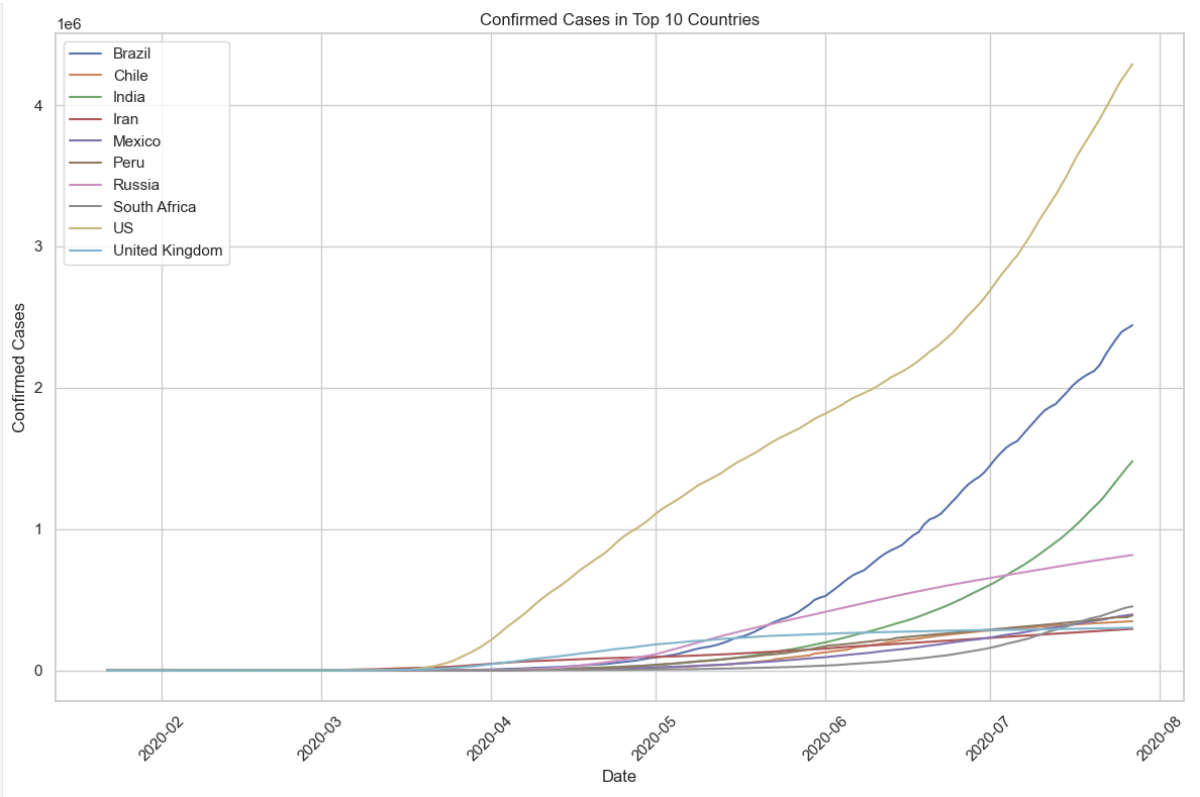 Confirmed Cases in Top 10 Countries
1e6
Brazil
Chile
India
Iran
Mexico
Peru
Russia
South Africa
US
United Kingdom
4
3
2
1
0
Confirmed Cases
2020-02
2020-03
2020-04
2020-05
2020-06
2020-07
2020-08
Date